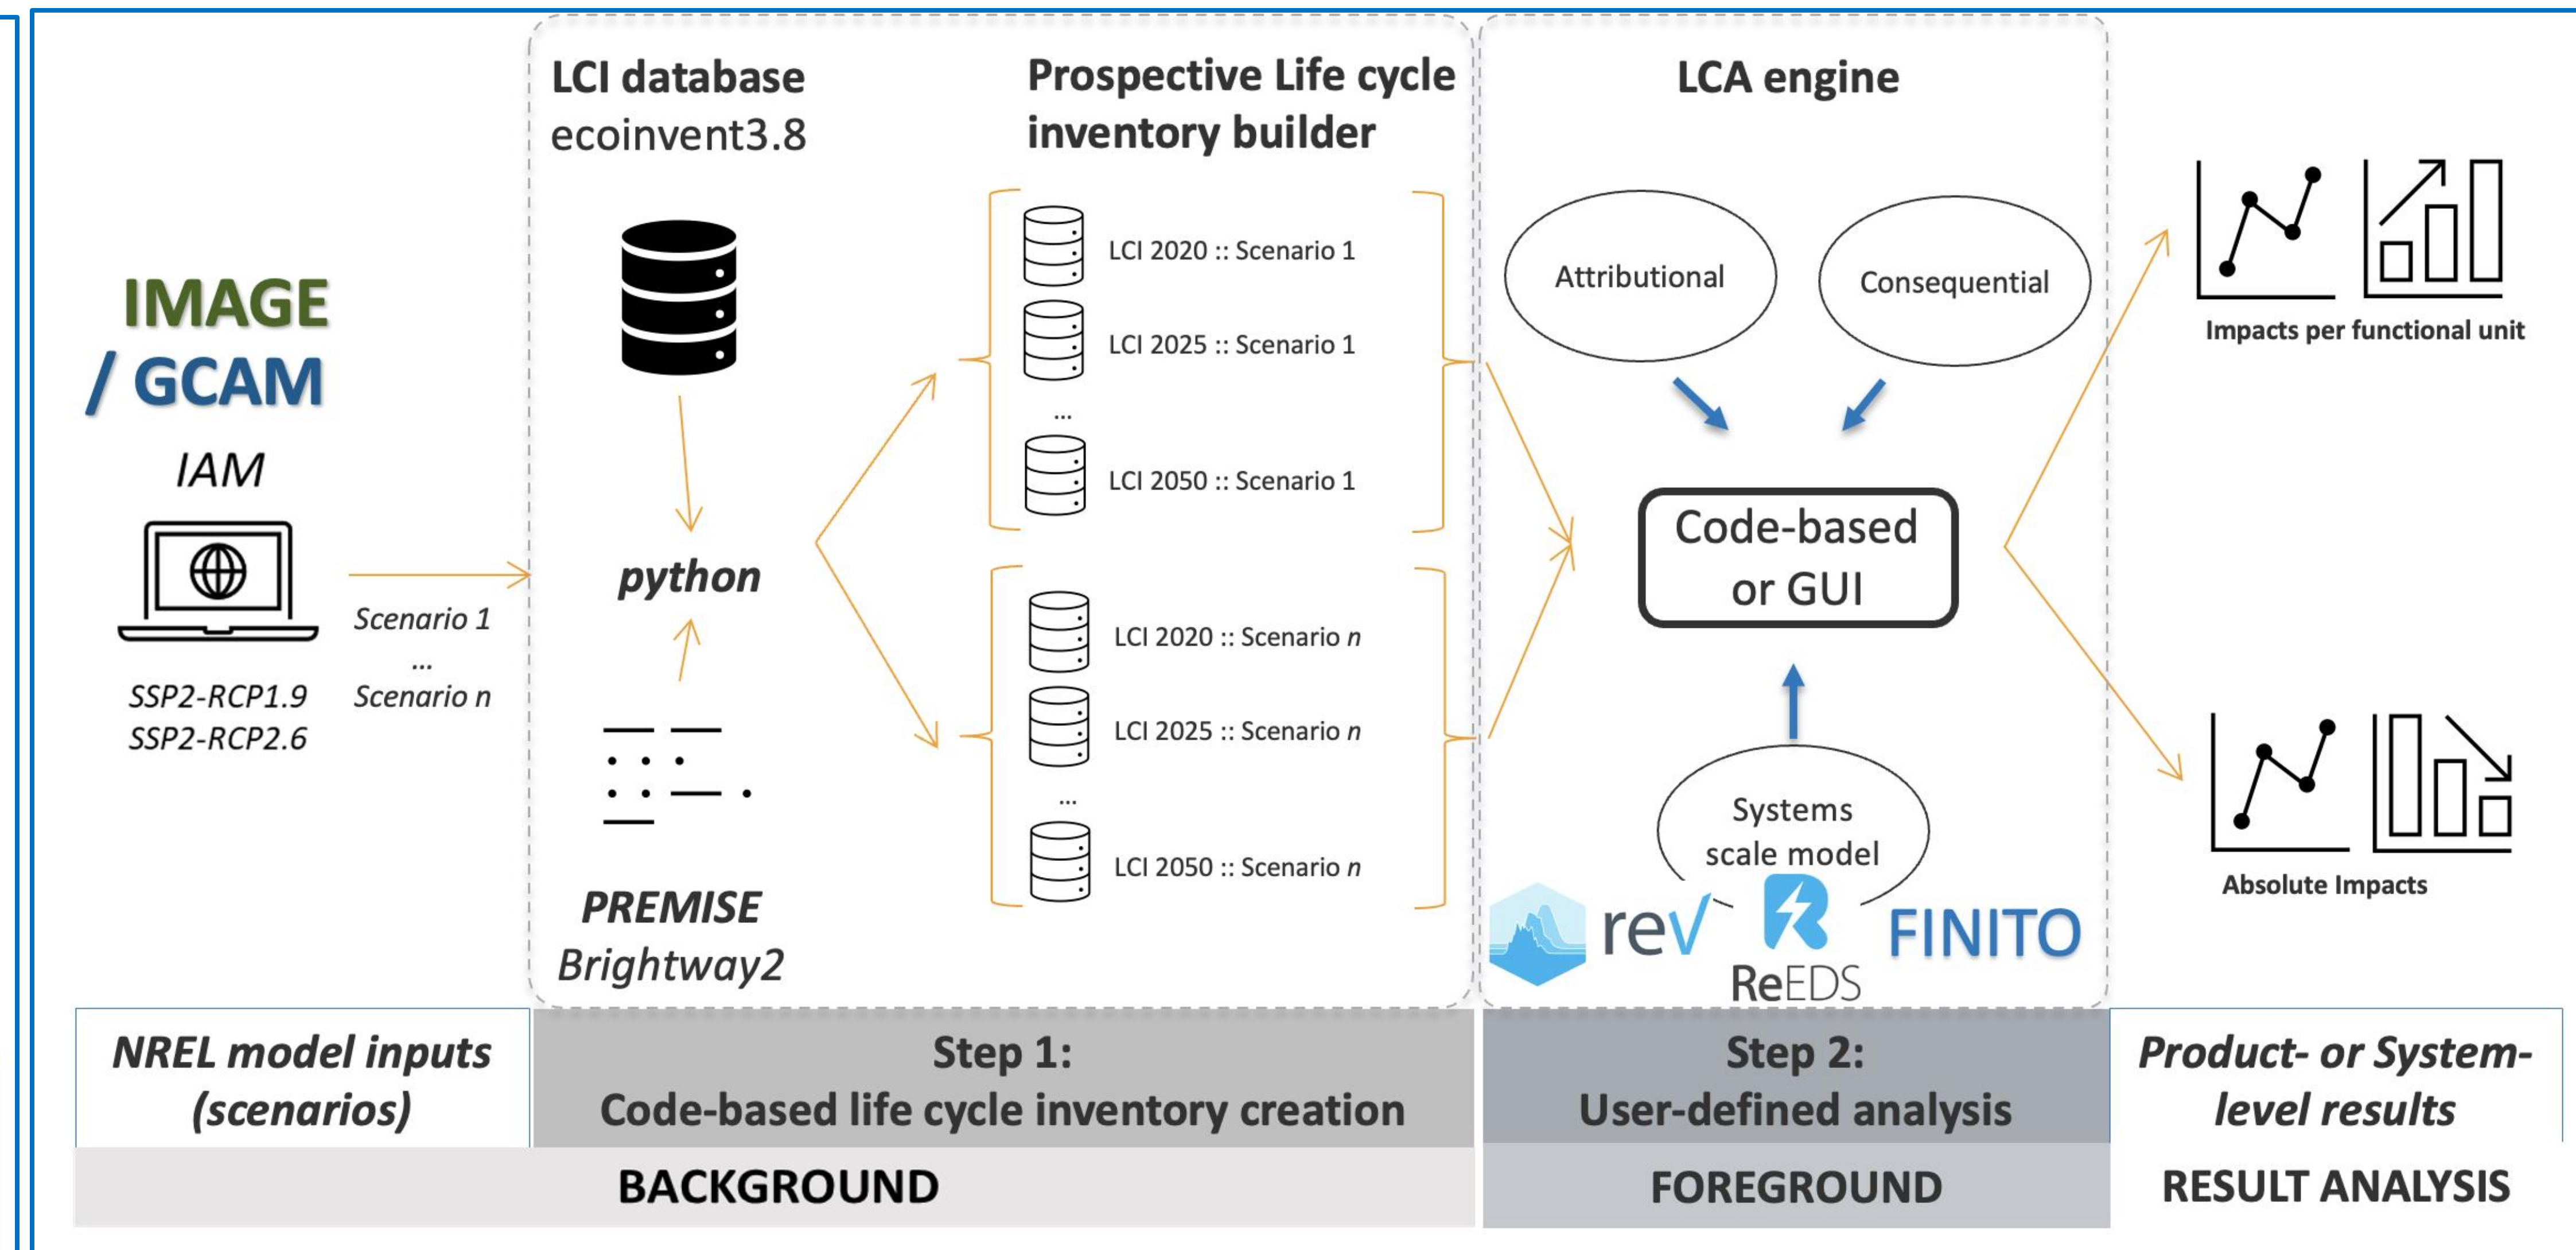 IMAGE
/ GCAM
IAM
SSP2-RCP1.9
SSP2-RCP2.6
Scenario 1
...
Scenario n
LCI database
ecoinvent3.8
python
PREMISE
Brightway2
Prospective Life cycle
inventory builder
LCI 2020 :: Scenario 1
LCI 2025 :: Scenario 1
...
LCI 2050 :: Scenario 1
LCI 2020 :: Scenario n
LCI 2025 :: Scenario n
...
LCI 2050 :: Scenario n
LCA engine
Attributional
Consequential
Code-based
or GUI
Systems
scale model
reV
ReEDS
FINITO
Impacts per functional unit
Absolute Impacts
NREL model inputs
(scenarios)
Step 1:
Code-based life cycle inventory creation
Step 2:
User-defined analysis
Product- or System-
level results
BACKGROUND
FOREGROUND
RESULT ANALYSIS